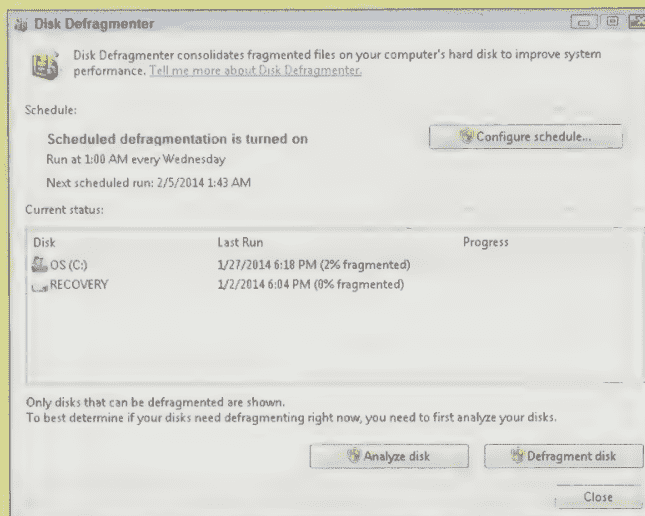 Disk Defragmenter
Disk Defragmenter consolidates fragmented files on your computer's hard disk to improve system
performance. Tell me more about Disk Defragmenter.
Schedule:
Scheduled defragmentation is turned on
Configure schedule...
Run at 1:00 AM every Wednesday
Next scheduled run: 2/5/2014 1:43 AM
Current status:
Disk Last Run Progress
OS (C:) 1/27/2014 6:18 PM (2% fragmented)
RECOVERY 1/2/2014 6:04 PM (0% fragmented)
Only disks that can be defragmented are shown.
To best determine if your disks need defragmenting right now, you need to first analyze your disks.
Analyze disk Defragment disk
Close